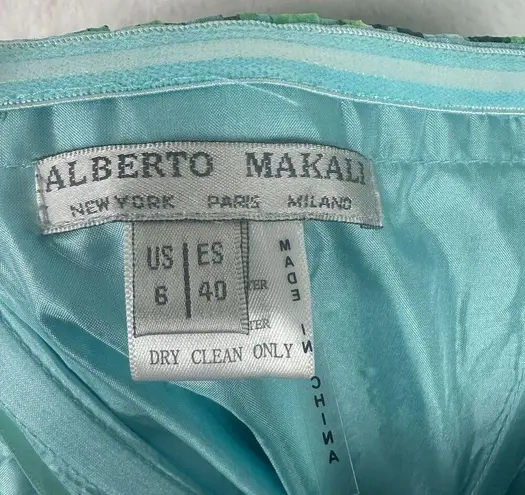 ALBERTO MAKALI
NEW YORK PARIS MILANO
US ES
6 40
DRY CLEAN ONLY
MADE IN CHINA